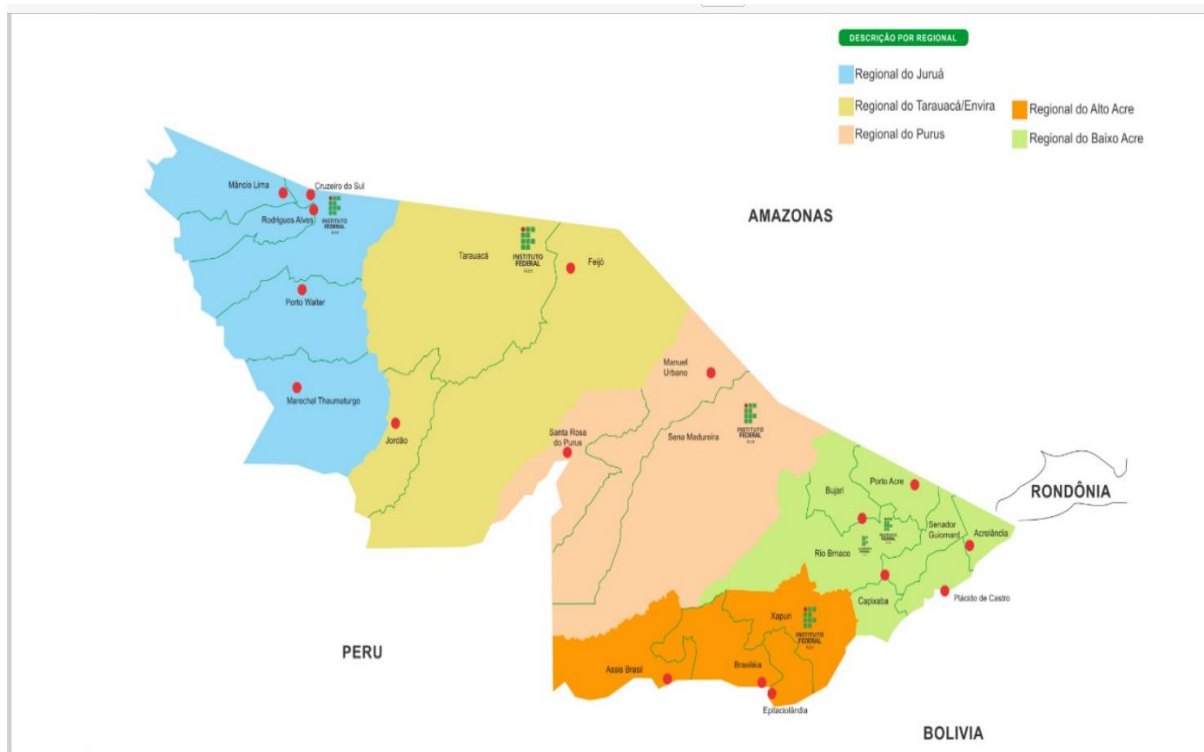 DESCRIÇÃO POR REGIONAL
Regional do Juruá
Regional do Tarauacá/Envira
Regional do Purus
Regional do Alto Acre
Regional do Baixo Acre
AMAZONAS
RONDÔNIA
PERU
BOLIVIA
Mâncio Lima
Cruzeiro do Sul
Rodrigues Alves
INSTITUTO
FEDERAL
Porto Walter
Marechal Thaumaturgo
Tarauacá
INSTITUTO
FEDERAL
Acre
Feijó
Jordão
Manuel
Urbano
Santa Rosa
do Purus
Sena Madureira
INSTITUTO
FEDERAL
Bujari
Porto Acre
Senador
Guiomard
Acrelândia
Rio Brnaco
Capixaba
Plácido de Castro
Xapuri
INSTITUTO
FEDERAL
Assis Brasil
Epitaciolândia